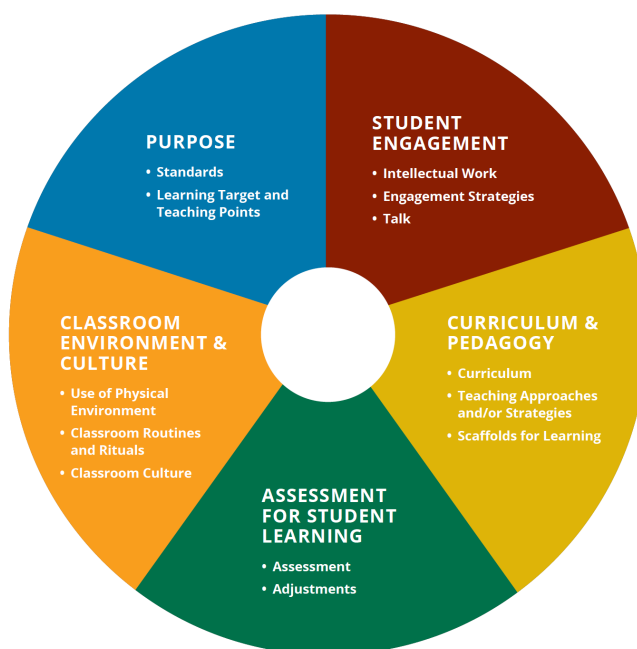 PURPOSE
• Standards
• Learning Target and
Teaching Points
STUDENT
ENGAGEMENT
• Intellectual Work
• Engagement Strategies
• Talk
CURRICULUM &
PEDAGOGY
• Curriculum
• Teaching Approaches
and/or Strategies
• Scaffolds for Learning
ASSESSMENT
FOR STUDENT
LEARNING
• Assessment
• Adjustments
CLASSROOM
ENVIRONMENT &
CULTURE
• Use of Physical
Environment
• Classroom Routines
and Rituals
• Classroom Culture